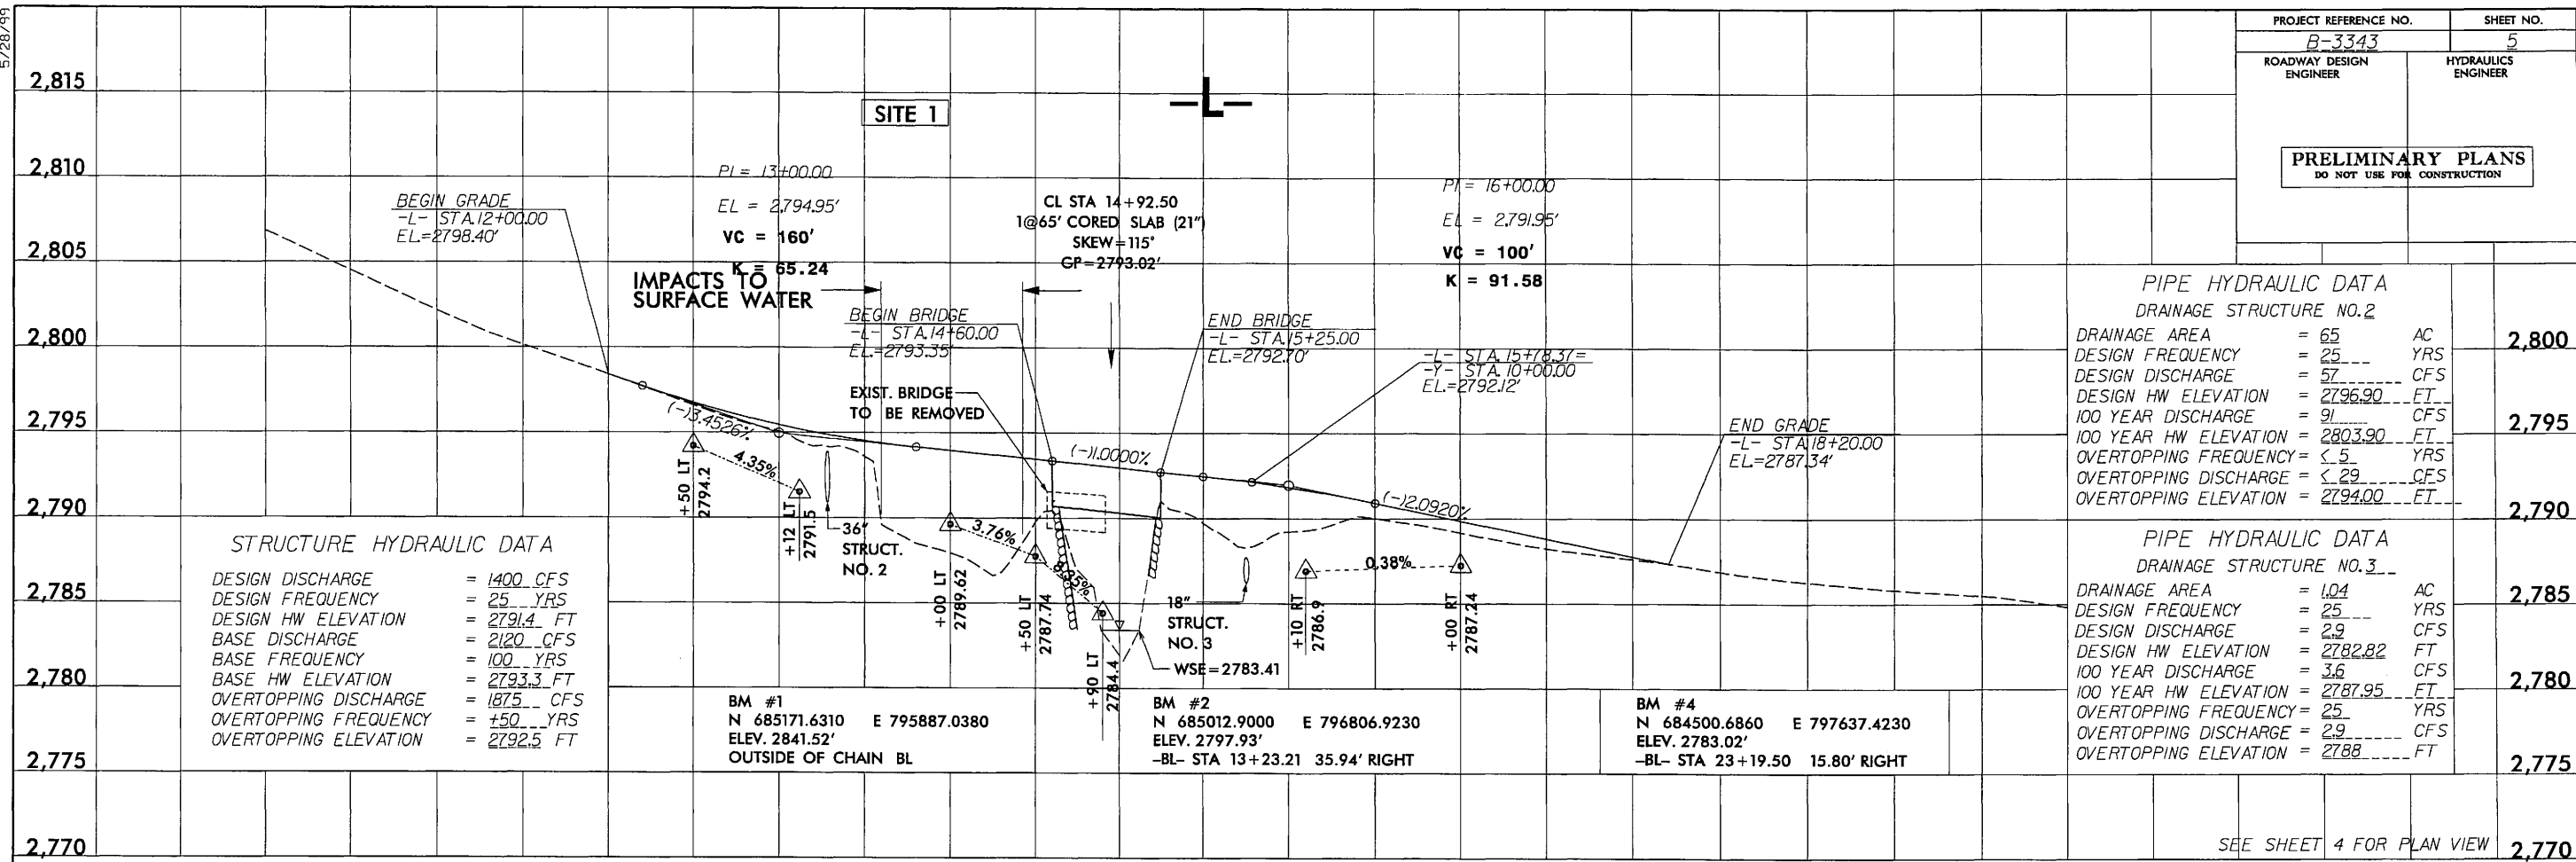 5/28/99
PROJECT REFERENCE NO.
SHEET NO.
B-3343
5
ROADWAY DESIGN
ENGINEER
HYDRAULICS
ENGINEER
PRELIMINARY PLANS
DO NOT USE FOR CONSTRUCTION
2,815
2,810
2,805
2,800
2,795
2,790
2,785
2,780
2,775
2,770
SITE 1
-L-
BEGIN GRADE
-L- STA.12+00.00
EL.=2798.40'
PI = 13+00.00
EL = 2,794.95'
VC = 160'
K = 65.24
IMPACTS TO
SURFACE WATER
CL STA 14+92.50
1@65' CORED SLAB (21")
SKEW=115°
GP=2793.02'
PI = 16+00.00
EL = 2,791.95'
VC = 100'
K = 91.58
BEGIN BRIDGE
-L- STA.14+60.00
EL.=2793.35'
END BRIDGE
-L- STA.15+25.00
EL.=2792.70'
-L- STA. 15+78.37=
-Y- STA. 10+00.00
EL.=2792.12'
EXIST. BRIDGE
TO BE REMOVED
END GRADE
-L- STA.18+20.00
EL.=2787.34'
(-)3.4526%
(-)1.0000%
(-)2.0920%
4.35%
3.76%
8.35%
0.38%
+50 LT
2794.2
+12 LT
2791.5
36"
STRUCT.
NO. 2
+00 LT
2789.62
+50 LT
2787.74
+90 LT
2784.4
18"
STRUCT.
NO. 3
WSE=2783.41
+10 RT
2786.9
+00 RT
2787.24
STRUCTURE HYDRAULIC DATA
DESIGN DISCHARGE = 1400 CFS
DESIGN FREQUENCY = 25 YRS
DESIGN HW ELEVATION = 2791.4 FT
BASE DISCHARGE = 2120 CFS
BASE FREQUENCY = 100 YRS
BASE HW ELEVATION = 2793.3 FT
OVERTOPPING DISCHARGE = 1875 CFS
OVERTOPPING FREQUENCY = +50 YRS
OVERTOPPING ELEVATION = 2792.5 FT
BM #1
N 685171.6310 E 795887.0380
ELEV. 2841.52'
OUTSIDE OF CHAIN BL
BM #2
N 685012.9000 E 796806.9230
ELEV. 2797.93'
-BL- STA 13+23.21 35.94' RIGHT
BM #4
N 684500.6860 E 797637.4230
ELEV. 2783.02'
-BL- STA 23+19.50 15.80' RIGHT
PIPE HYDRAULIC DATA
DRAINAGE STRUCTURE NO.2
DRAINAGE AREA = 65 AC
DESIGN FREQUENCY = 25 YRS
DESIGN DISCHARGE = 57 CFS
DESIGN HW ELEVATION = 2796.90 FT
100 YEAR DISCHARGE = 91 CFS
100 YEAR HW ELEVATION = 2803.90 FT
OVERTOPPING FREQUENCY= < 5 YRS
OVERTOPPING DISCHARGE = < 29 CFS
OVERTOPPING ELEVATION = 2794.00 FT
PIPE HYDRAULIC DATA
DRAINAGE STRUCTURE NO.3
DRAINAGE AREA = 1.04 AC
DESIGN FREQUENCY = 25 YRS
DESIGN DISCHARGE = 2.9 CFS
DESIGN HW ELEVATION = 2782.82 FT
100 YEAR DISCHARGE = 3.6 CFS
100 YEAR HW ELEVATION = 2787.95 FT
OVERTOPPING FREQUENCY= 25 YRS
OVERTOPPING DISCHARGE = 2.9 CFS
OVERTOPPING ELEVATION = 2788 FT
2,800
2,795
2,790
2,785
2,780
2,775
2,770
SEE SHEET 4 FOR PLAN VIEW